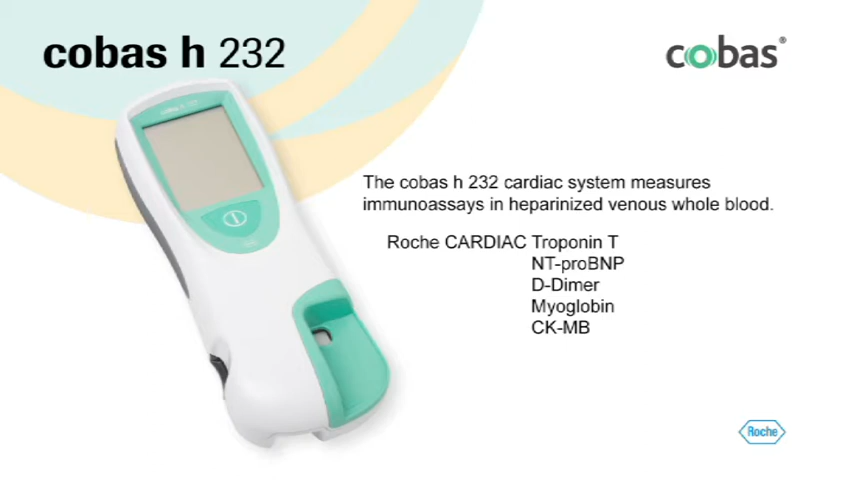 cobas h 232
cobas®
The cobas h 232 cardiac system measures
immunoassays in heparinized venous whole blood.
Roche CARDIAC Troponin T
NT-proBNP
D-Dimer
Myoglobin
CK-MB
Roche